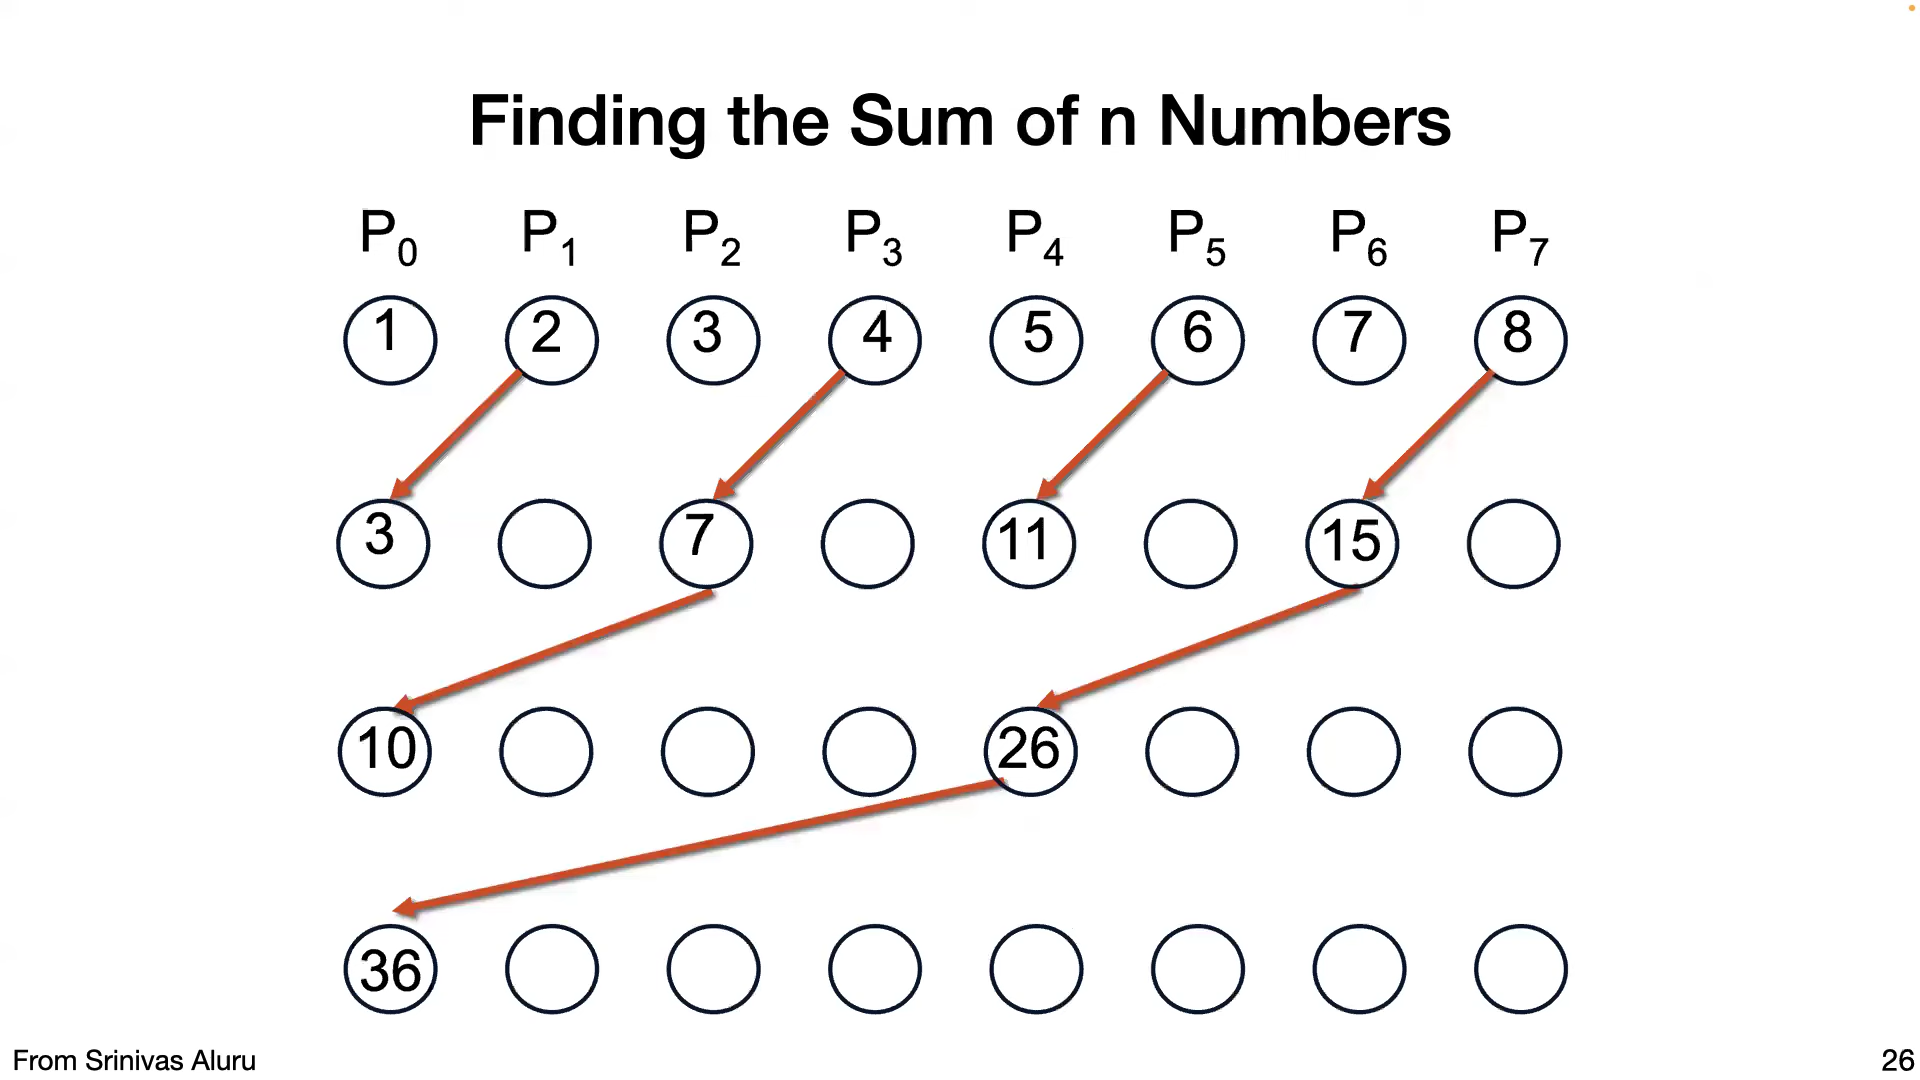 Finding the Sum of n Numbers
P0 P1 P2 P3 P4 P5 P6 P7
1 2 3 4 5 6 7 8
3 7 11 15
10 26
36
From Srinivas Aluru
26